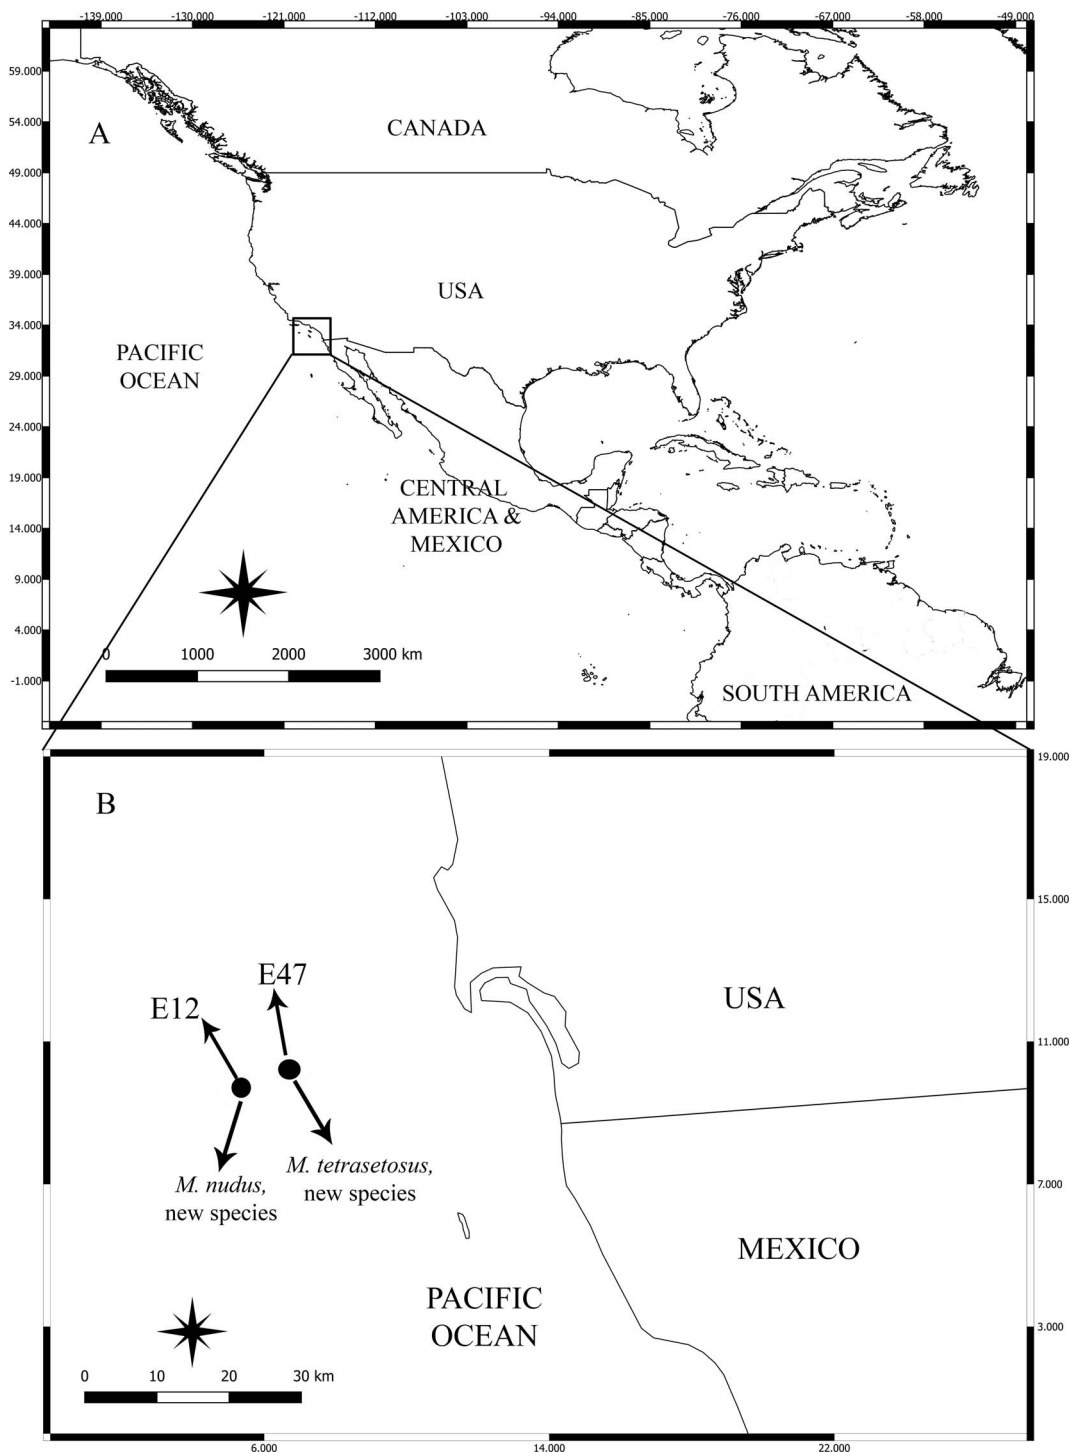 -139.000 -130.000 -121.000 -112.000 -103.000 -94.000 -85.000 -76.000 -67.000 -58.000 -49.000
59.000
54.000
49.000
44.000
39.000
34.000
29.000
24.000
19.000
14.000
9.000
4.000
-1.000
A
CANADA
USA
PACIFIC
OCEAN
CENTRAL
AMERICA &
MEXICO
0 1000 2000 3000 km
SOUTH AMERICA
B
19.000
15.000
11.000
7.000
3.000
E47
E12
USA
M. tetrasetosus,
new species
M. nudus,
new species
MEXICO
PACIFIC
OCEAN
0 10 20 30 km
6.000 14.000 22.000